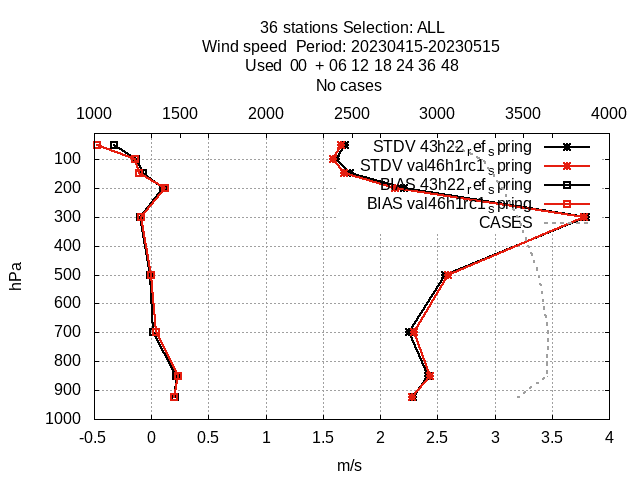 36 stations Selection: ALL
Wind speed  Period: 20230415-20230515
Used  00  + 06 12 18 24 36 48
No cases
1000 1500 2000 2500 3000 3500 4000
STDV 43h22_ref_spring
STDV val46h1rc1_spring
BIAS 43h22_ref_spring
BIAS val46h1rc1_spring
CASES
100
200
300
400
500
600
700
800
900
1000
hPa
-0.5 0 0.5 1 1.5 2 2.5 3 3.5 4
m/s